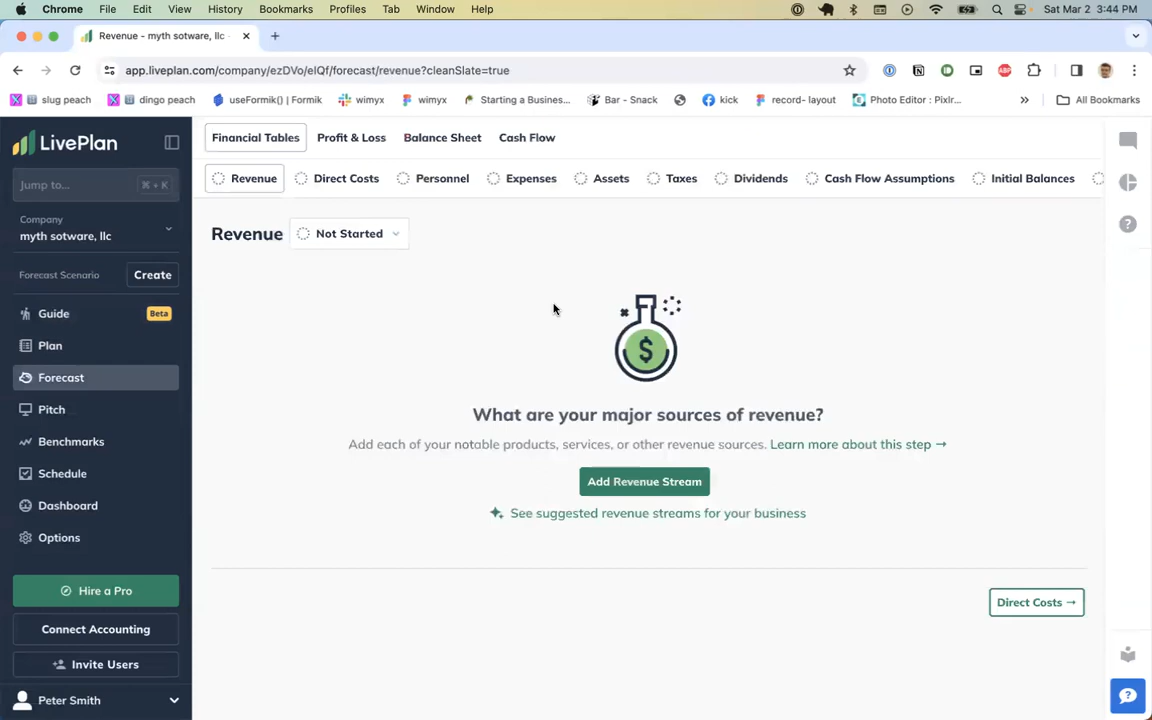 Chrome File Edit View History Bookmarks Profiles Tab Window Help Sat Mar 2 3:44 PM
Revenue - myth sotware, llc
app.liveplan.com/company/ezDVo/elQf/forecast/revenue?cleanSlate=true
slug peach dingo peach useFormik() | Formik wimyx wimyx Starting a Busines... Bar - Snack kick record- layout Photo Editor : Pixlr... » All Bookmarks
LivePlan
Jump to... ⌘ + K
Company
myth sotware, llc
Forecast Scenario Create
Guide Beta
Plan
Forecast
Pitch
Benchmarks
Schedule
Dashboard
Options
Hire a Pro
Connect Accounting
Invite Users
Peter Smith
Financial Tables Profit & Loss Balance Sheet Cash Flow
Revenue Direct Costs Personnel Expenses Assets Taxes Dividends Cash Flow Assumptions Initial Balances
Revenue Not Started
$
What are your major sources of revenue?
Add each of your notable products, services, or other revenue sources. Learn more about this step →
Add Revenue Stream
See suggested revenue streams for your business
Direct Costs →